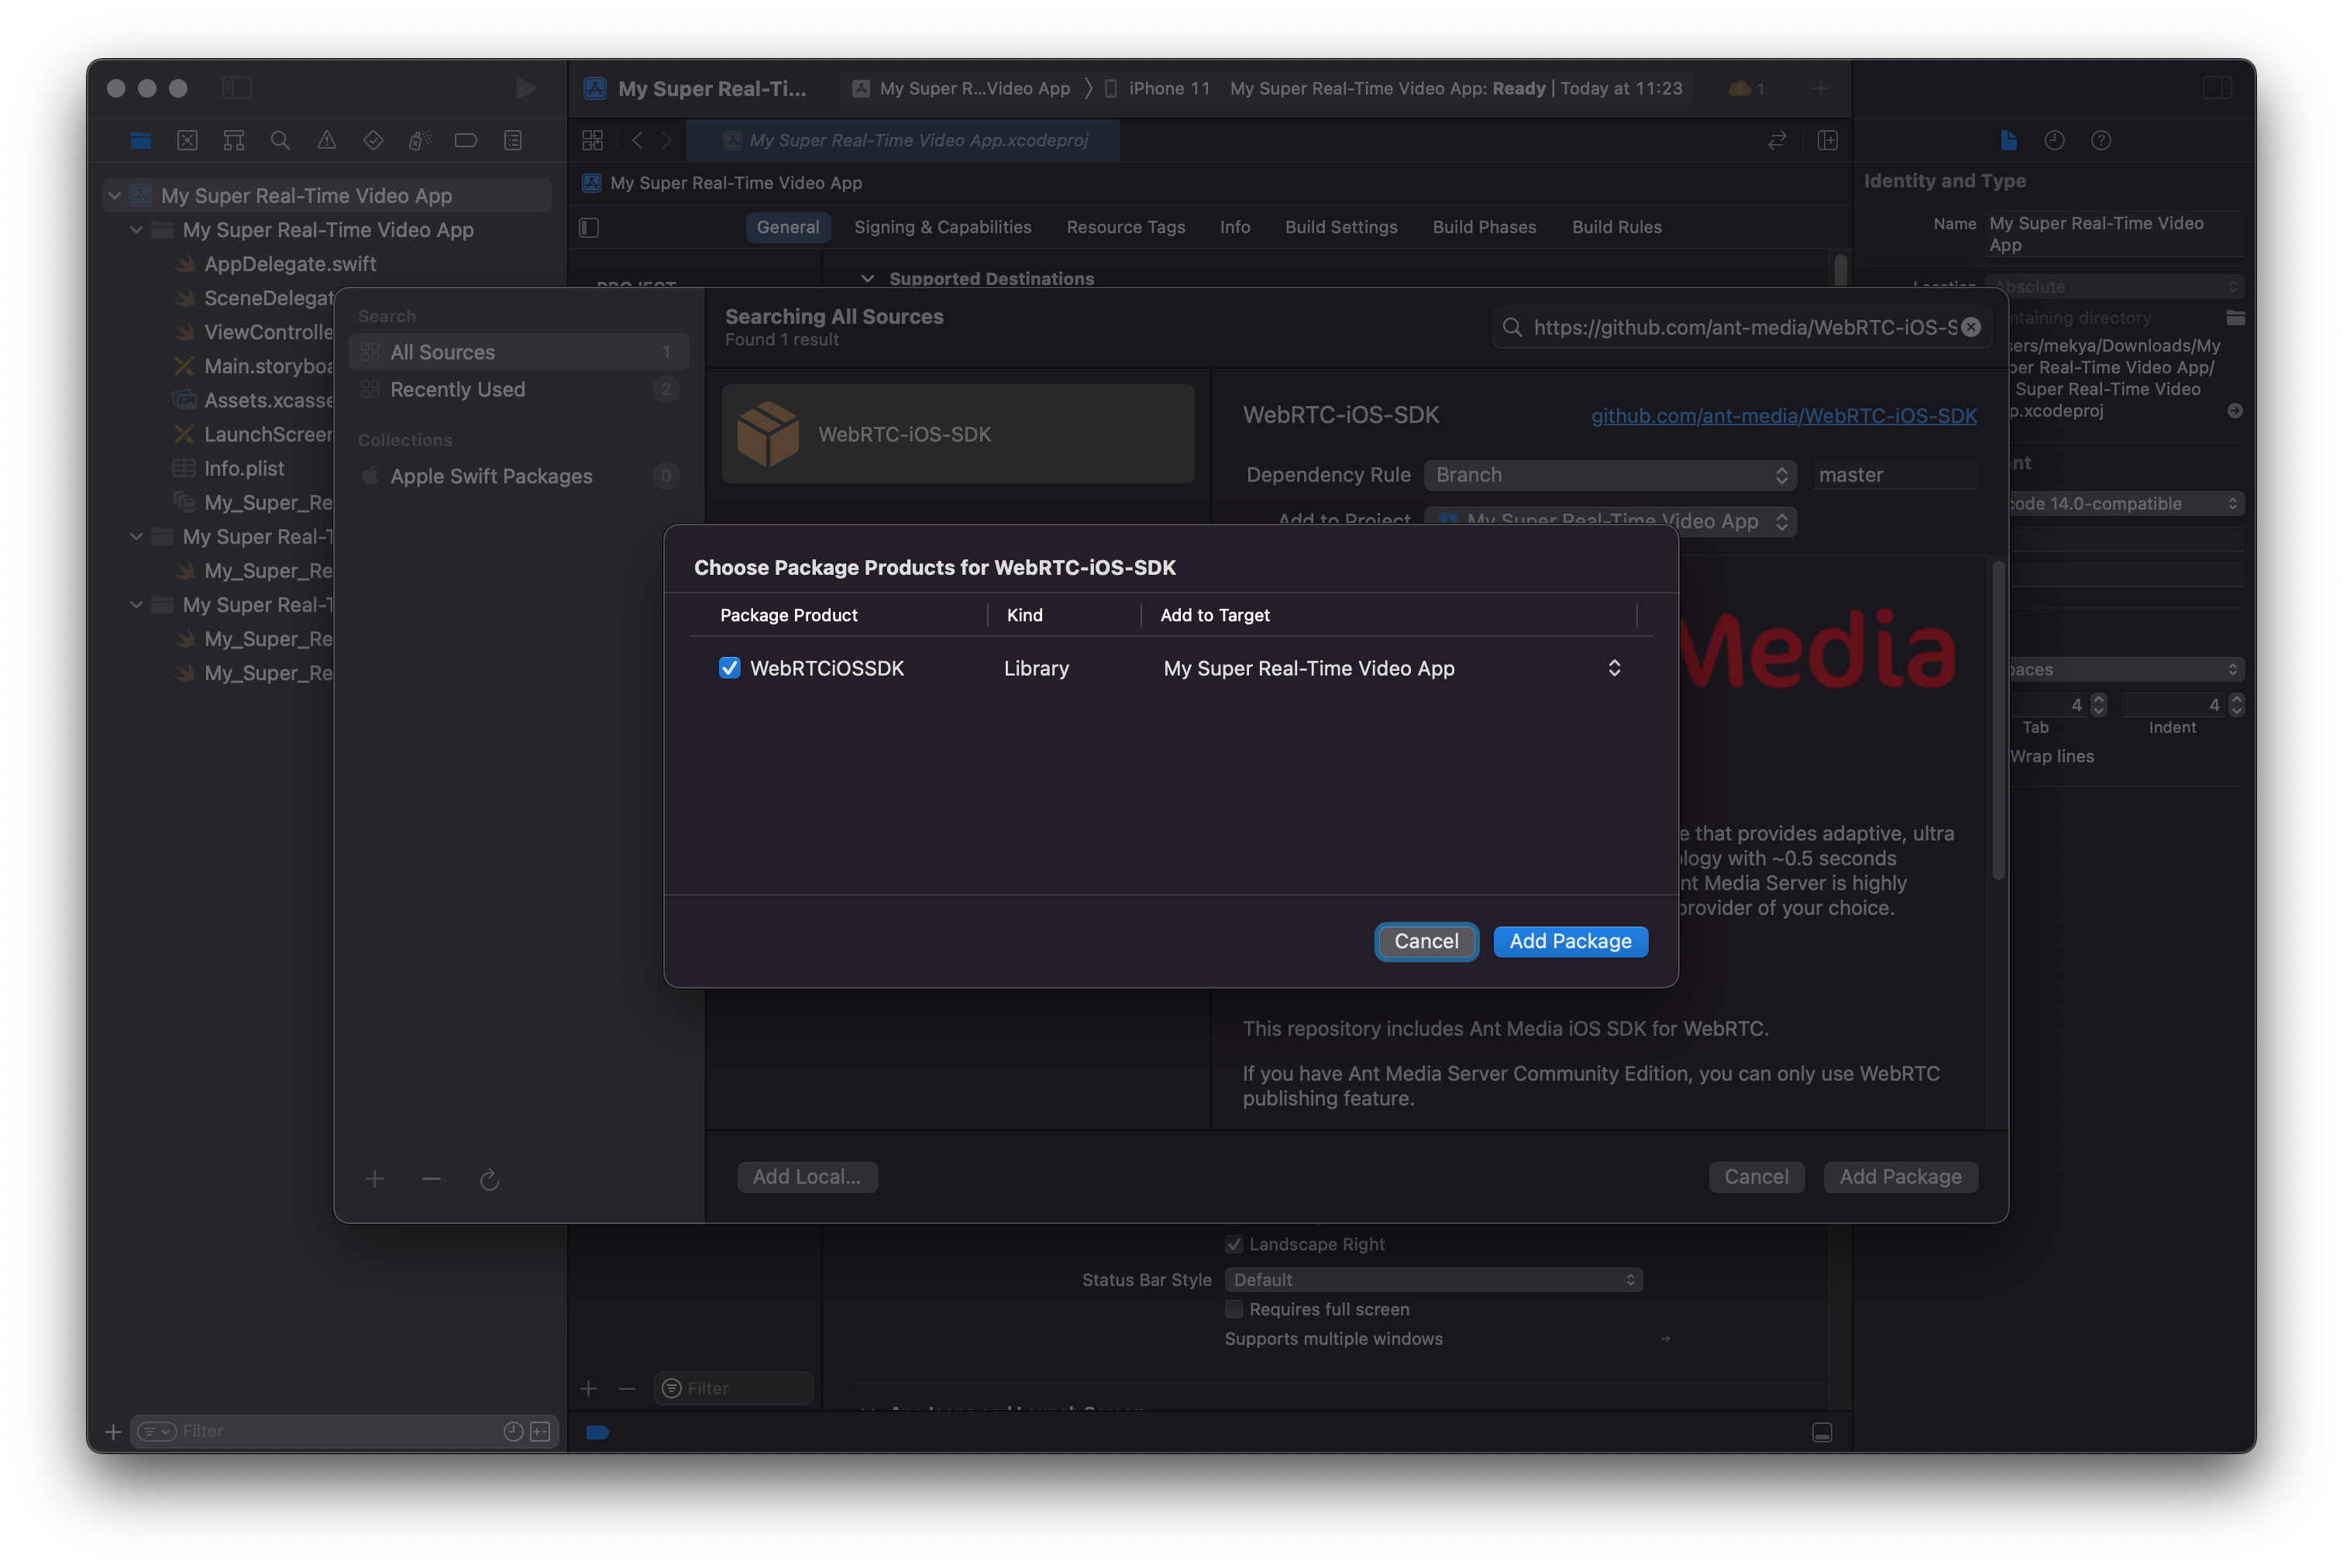 My Super Real-Ti...
My Super R...Video App
iPhone 11
My Super Real-Time Video App: Ready | Today at 11:23
1
My Super Real-Time Video App.xcodeproj
My Super Real-Time Video App
General
Signing & Capabilities
Resource Tags
Info
Build Settings
Build Phases
Build Rules
PROJECT
Supported Destinations
My Super Real-Time Video App
My Super Real-Time Video App
AppDelegate.swift
SceneDelegat
ViewControlle
Main.storyboa
Assets.xcasse
LaunchScreen
Info.plist
My_Super_Re
My Super Real-T
My_Super_Re
My Super Real-T
My_Super_Re
My_Super_Re
Filter
Identity and Type
Name
My Super Real-Time Video
App
Location
Absolute
ntaining directory
sers/mekya/Downloads/My
per Real-Time Video App/
Super Real-Time Video
p.xcodeproj
nt
code 14.0-compatible
paces
4
4
Tab
Indent
Wrap lines
Search
All Sources
1
Recently Used
2
Collections
Apple Swift Packages
0
Searching All Sources
Found 1 result
https://github.com/ant-media/WebRTC-iOS-S
WebRTC-iOS-SDK
WebRTC-iOS-SDK
github.com/ant-media/WebRTC-iOS-SDK
Dependency Rule
Branch
master
Add to Project
My Super Real-Time Video App
Media
e that provides adaptive, ultra
ology with ~0.5 seconds
nt Media Server is highly
provider of your choice.
This repository includes Ant Media iOS SDK for WebRTC.
If you have Ant Media Server Community Edition, you can only use WebRTC
publishing feature.
Add Local...
Cancel
Add Package
Choose Package Products for WebRTC-iOS-SDK
Package Product
Kind
Add to Target
WebRTCiOSSDK
Library
My Super Real-Time Video App
Cancel
Add Package
Landscape Right
Status Bar Style
Default
Requires full screen
Supports multiple windows
App Icons and Launch Screen
Filter